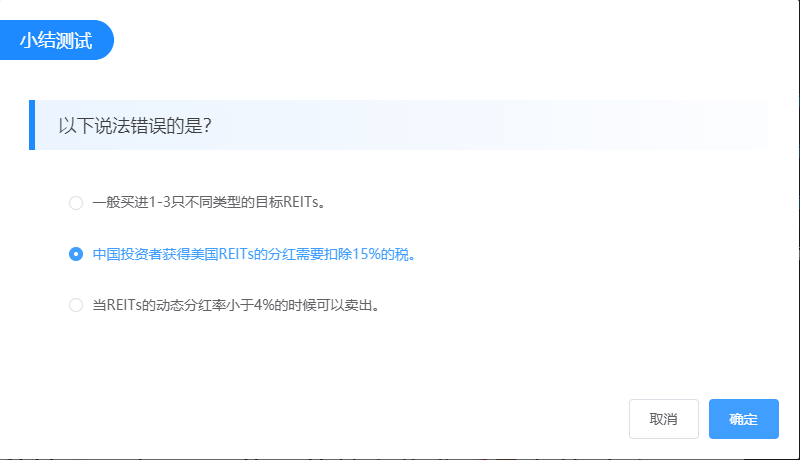 小结测试
以下说法错误的是?
一般买进1-3只不同类型的目标REITs。
中国投资者获得美国REITs的分红需要扣除15%的税。
当REITs的动态分红率小于4%的时候可以卖出。
取消
确定